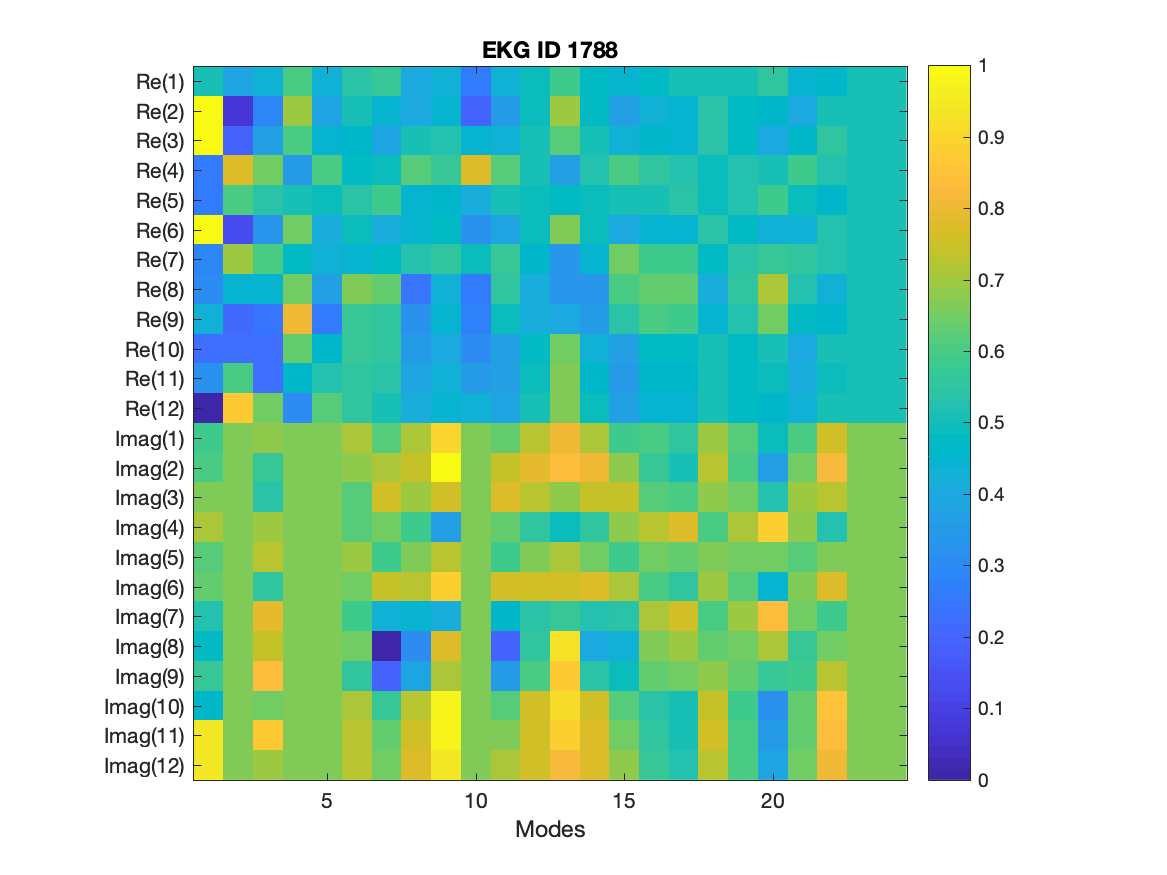 EKG ID 1788
Re(1)
Re(2)
Re(3)
Re(4)
Re(5)
Re(6)
Re(7)
Re(8)
Re(9)
Re(10)
Re(11)
Re(12)
Imag(1)
Imag(2)
Imag(3)
Imag(4)
Imag(5)
Imag(6)
Imag(7)
Imag(8)
Imag(9)
Imag(10)
Imag(11)
Imag(12)
5 10 15 20
Modes
1
0.9
0.8
0.7
0.6
0.5
0.4
0.3
0.2
0.1
0